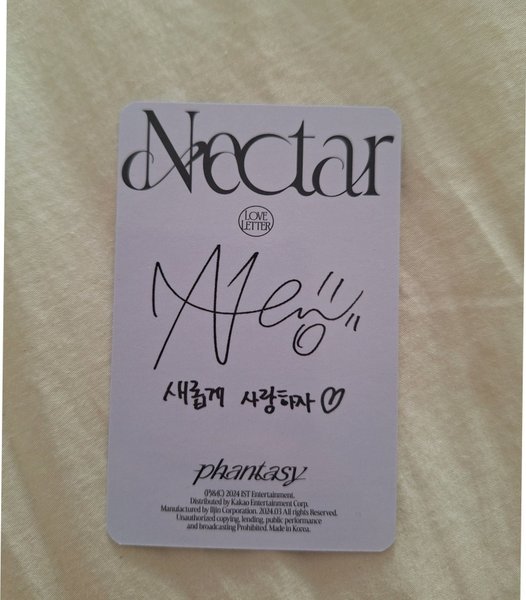 Nectar
LOVE
LETTER
새롭게 사랑하자 ♡
phantasy
(P)&(C) 2024 IST Entertainment.
Distributed by Kakao Entertainment Corp.
Manufactured by Iljin Corporation. 2024.03 All rights Reserved.
Unauthorized copying, lending, public performance
and broadcasting Prohibited. Made in Korea.